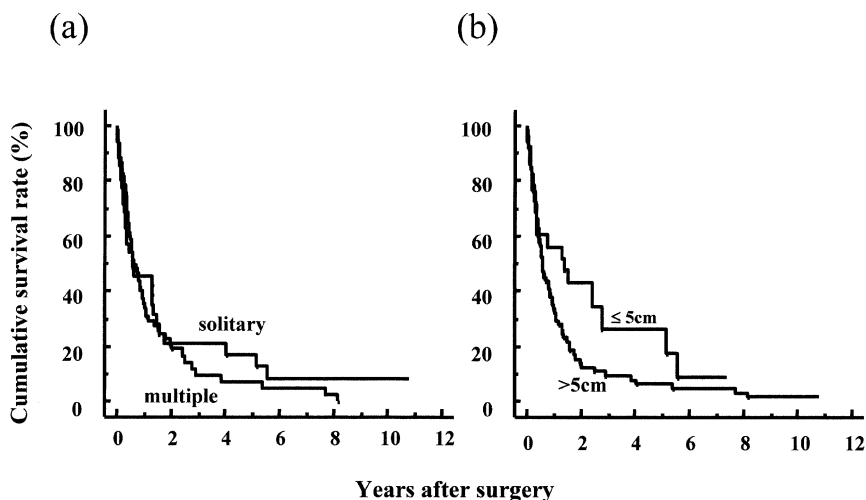 (a)
(b)
Cumulative survival rate (%)
100
80
60
40
20
0
solitary
multiple
0 2 4 6 8 10 12
100
80
60
40
20
0
≤ 5cm
>5cm
0 2 4 6 8 10 12
Years after surgery